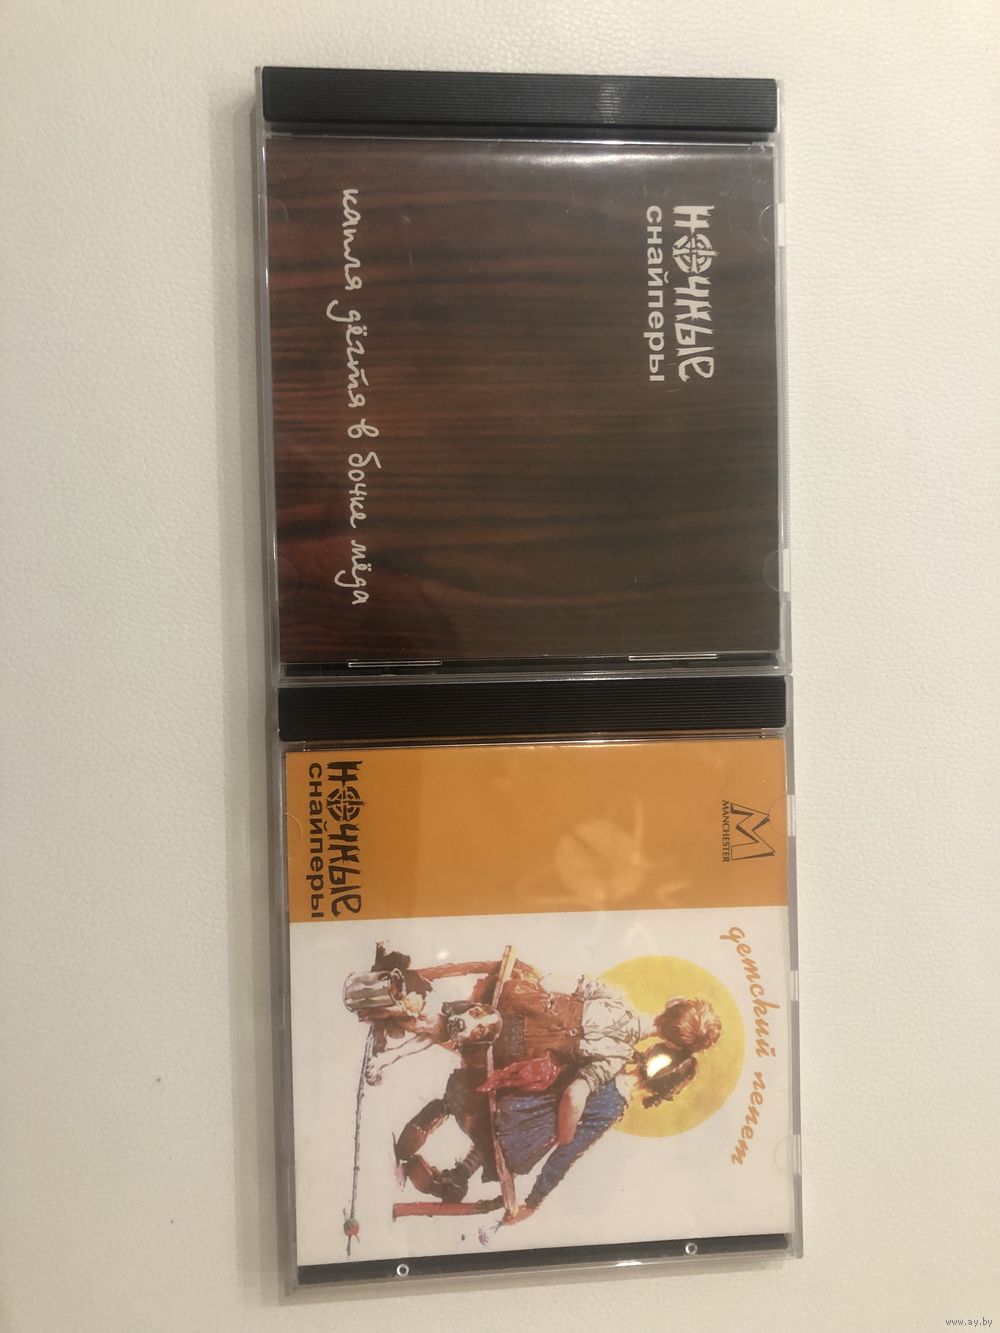 НОЧНЫЕ
снайперы
капля дёгтя в бочке мёда
MANCHESTER
детский лепет
НОЧНЫЕ
снайперы
www.ay.by